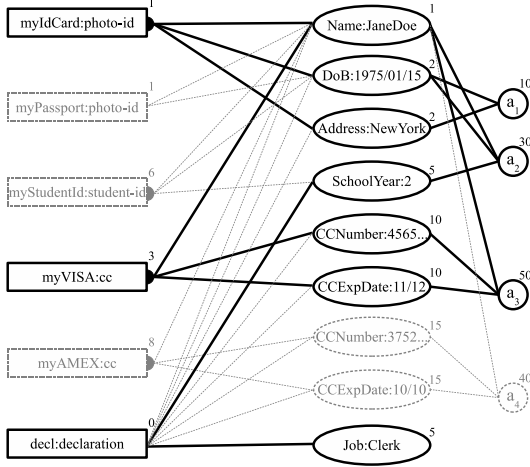 1
myIdCard:photo-id
1
myPassport:photo-id
6
myStudentId:student-id
3
myVISA:cc
8
myAMEX:cc
0
decl:declaration
1
Name:JaneDoe
2
DoB:1975/01/15
2
Address:NewYork
5
SchoolYear:2
10
CCNumber:4565...
10
CCExpDate:11/12
15
CCNumber:3752...
15
CCExpDate:10/10
5
Job:Clerk
10
a1
30
a2
50
a3
40
a4